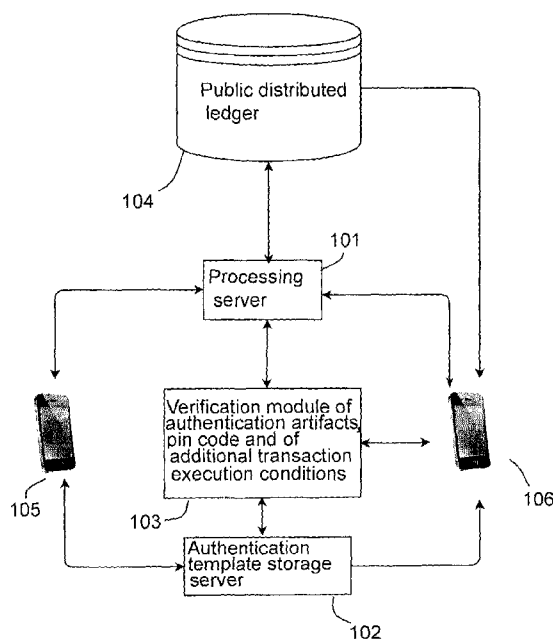 Public distributed
ledger
104
101
Processing
server
Verification module of
authentication artifacts,
pin code and of
additional transaction
execution conditions
105
103
106
Authentication
template storage
server
102